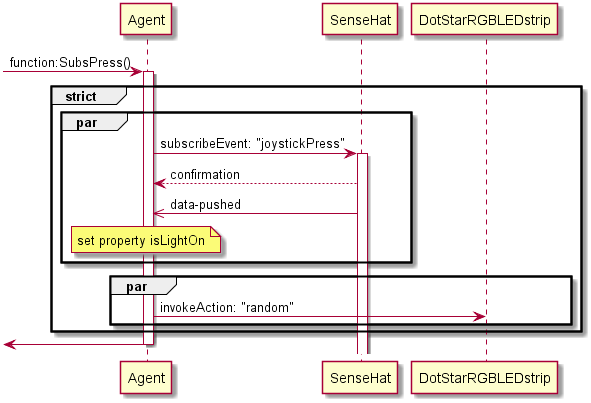 Agent
SenseHat
DotStarRGBLEDstrip
function:SubsPress()
strict
par
subscribeEvent: "joystickPress"
confirmation
data-pushed
set property isLightOn
par
invokeAction: "random"
Agent
SenseHat
DotStarRGBLEDstrip